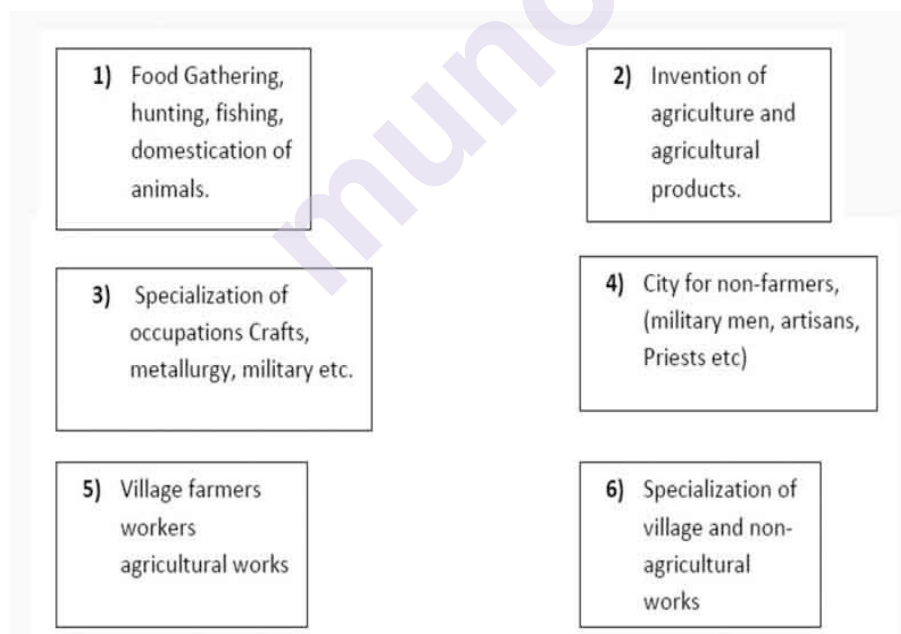 1) Food Gathering,
hunting, fishing,
domestication of
animals.
2) Invention of
agriculture and
agricultural
products.
3) Specialization of
occupations Crafts,
metallurgy, military etc.
4) City for non-farmers,
(military men, artisans,
Priests etc)
5) Village farmers
workers
agricultural works
6) Specialization of
village and non-
agricultural
works